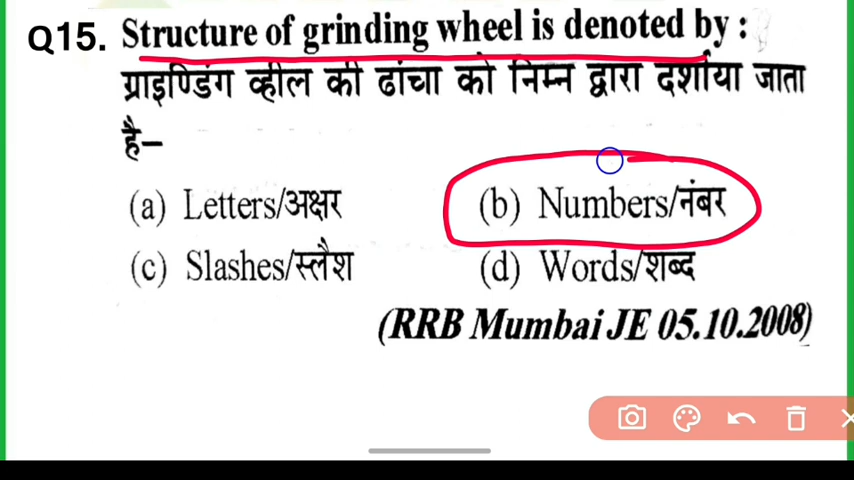 Q15. Structure of grinding wheel is denoted by :
ग्राइण्डिंग व्हील की ढांचा को निम्न द्वारा दर्शाया जाता
है–
(a) Letters/अक्षर (b) Numbers/नंबर
(c) Slashes/स्लैश (d) Words/शब्द
(RRB Mumbai JE 05.10.2008)